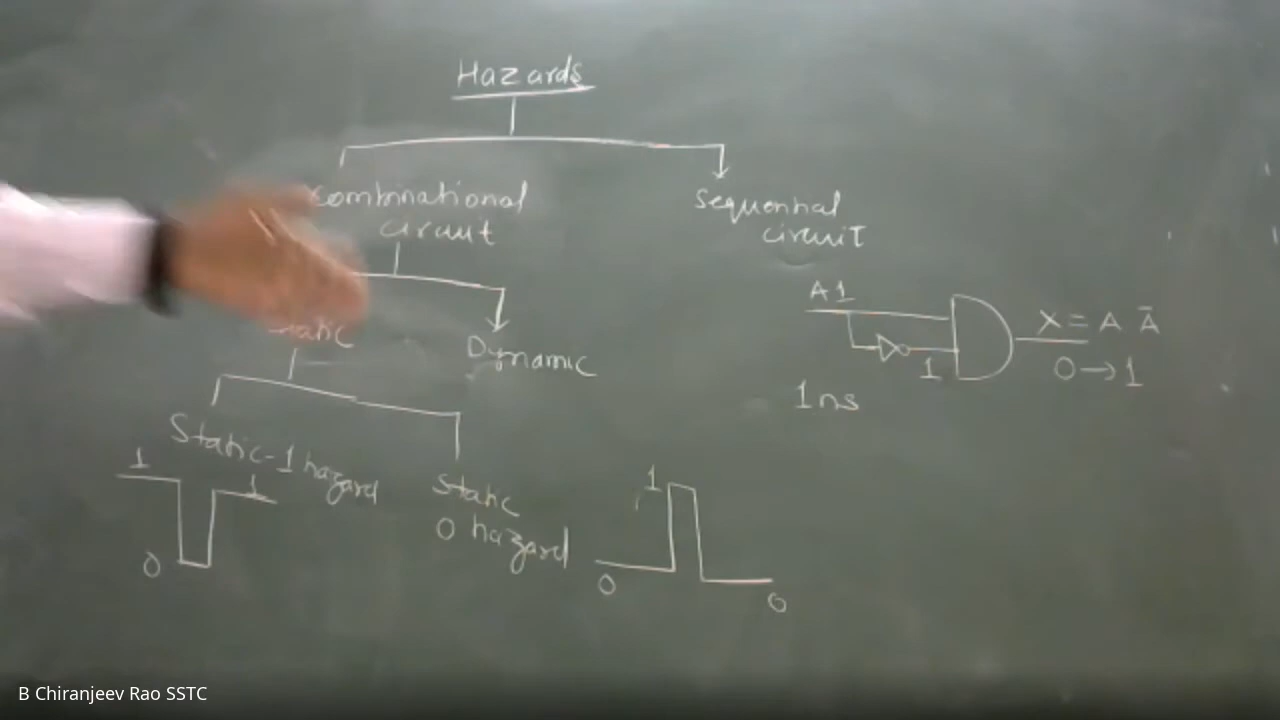 Hazards
Combinational
circuit
Sequential
circuit
Static
Dynamic
A 1
X = A Ā
1
0 → 1
1ns
Static-1 hazard
1
1
0
Static
0 hazard
1
0
0
B Chiranjeev Rao SSTC